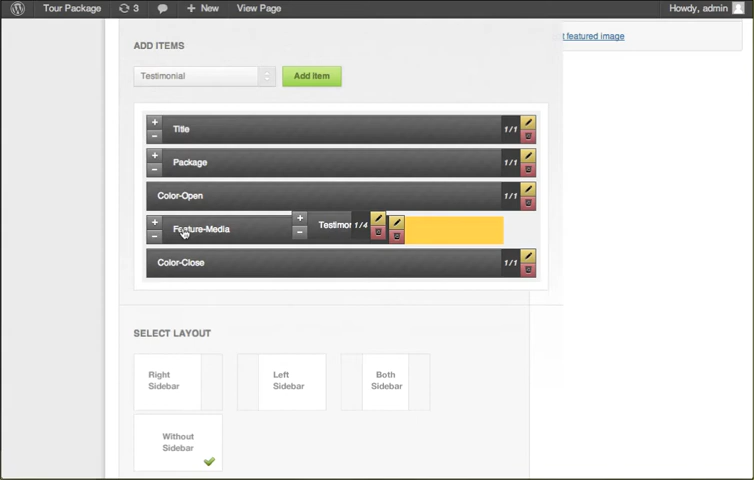 Tour Package 3 + New View Page Howdy, admin
t featured image
ADD ITEMS
Testimonial Add Item
+ Title 1/1
+ Package 1/1
Color-Open 1/1
+ Feature-Media + Testimor 1/4
Color-Close 1/1
SELECT LAYOUT
Right
Sidebar
Left
Sidebar
Both
Sidebar
Without
Sidebar